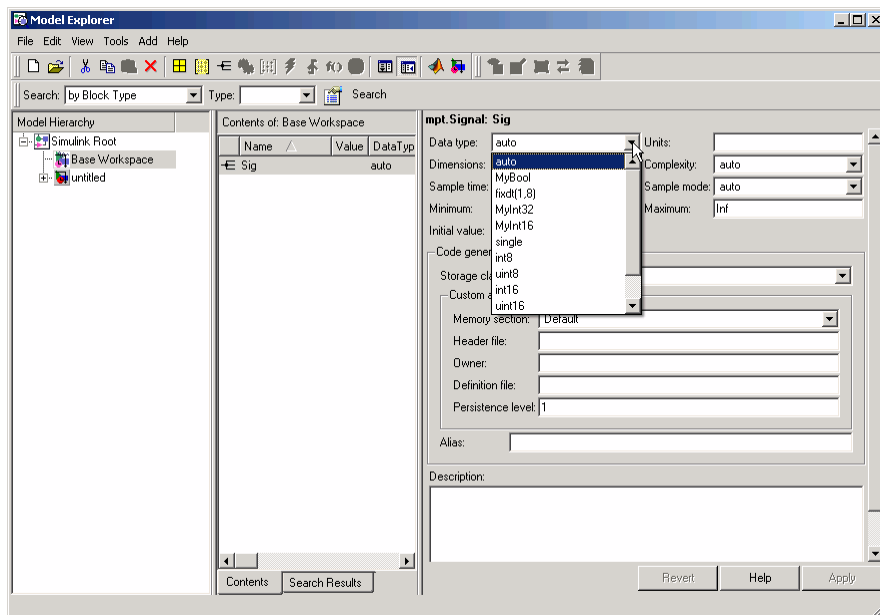 Model Explorer
File Edit View Tools Add Help
Search: by Block Type Type: Search
Model Hierarchy
Simulink Root
Base Workspace
untitled
Contents of: Base Workspace
Name Value DataTyp
Sig auto
Contents Search Results
mpt.Signal: Sig
Data type: auto Units:
Dimensions: Complexity: auto
Sample time: Sample mode: auto
Minimum: Maximum: Inf
Initial value:
auto
MyBool
fixdt(1,8)
MyInt32
MyInt16
single
int8
uint8
int16
uint16
Code gener
Storage cla
Custom a
Memory section: Default
Header file:
Owner:
Definition file:
Persistence level: 1
Alias:
Description:
Revert Help Apply